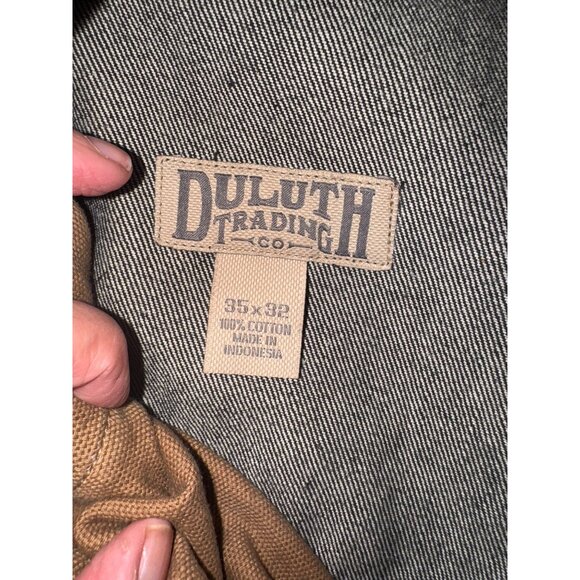 DULUTH
TRADING
CO
35x32
100% COTTON
MADE IN
INDONESIA